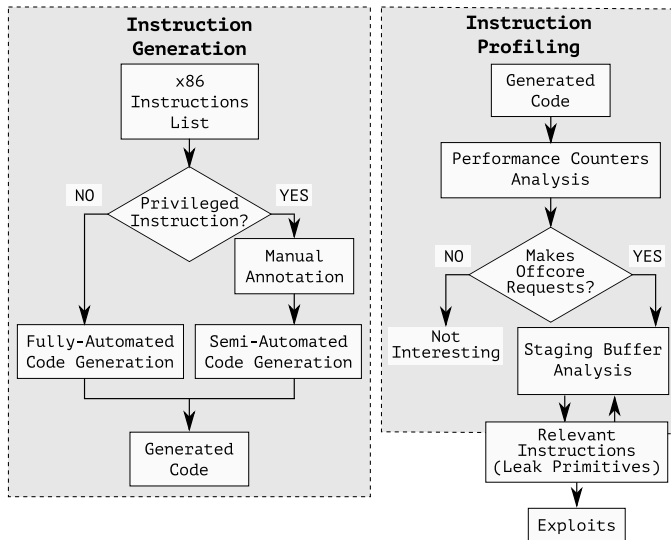 Instruction
Generation
x86
Instructions
List
NO
Privileged
Instruction?
YES
Manual
Annotation
Fully-Automated
Code Generation
Semi-Automated
Code Generation
Generated
Code
Instruction
Profiling
Generated
Code
Performance Counters
Analysis
NO
Makes
Offcore
Requests?
YES
Not
Interesting
Staging Buffer
Analysis
Relevant
Instructions
(Leak Primitives)
Exploits